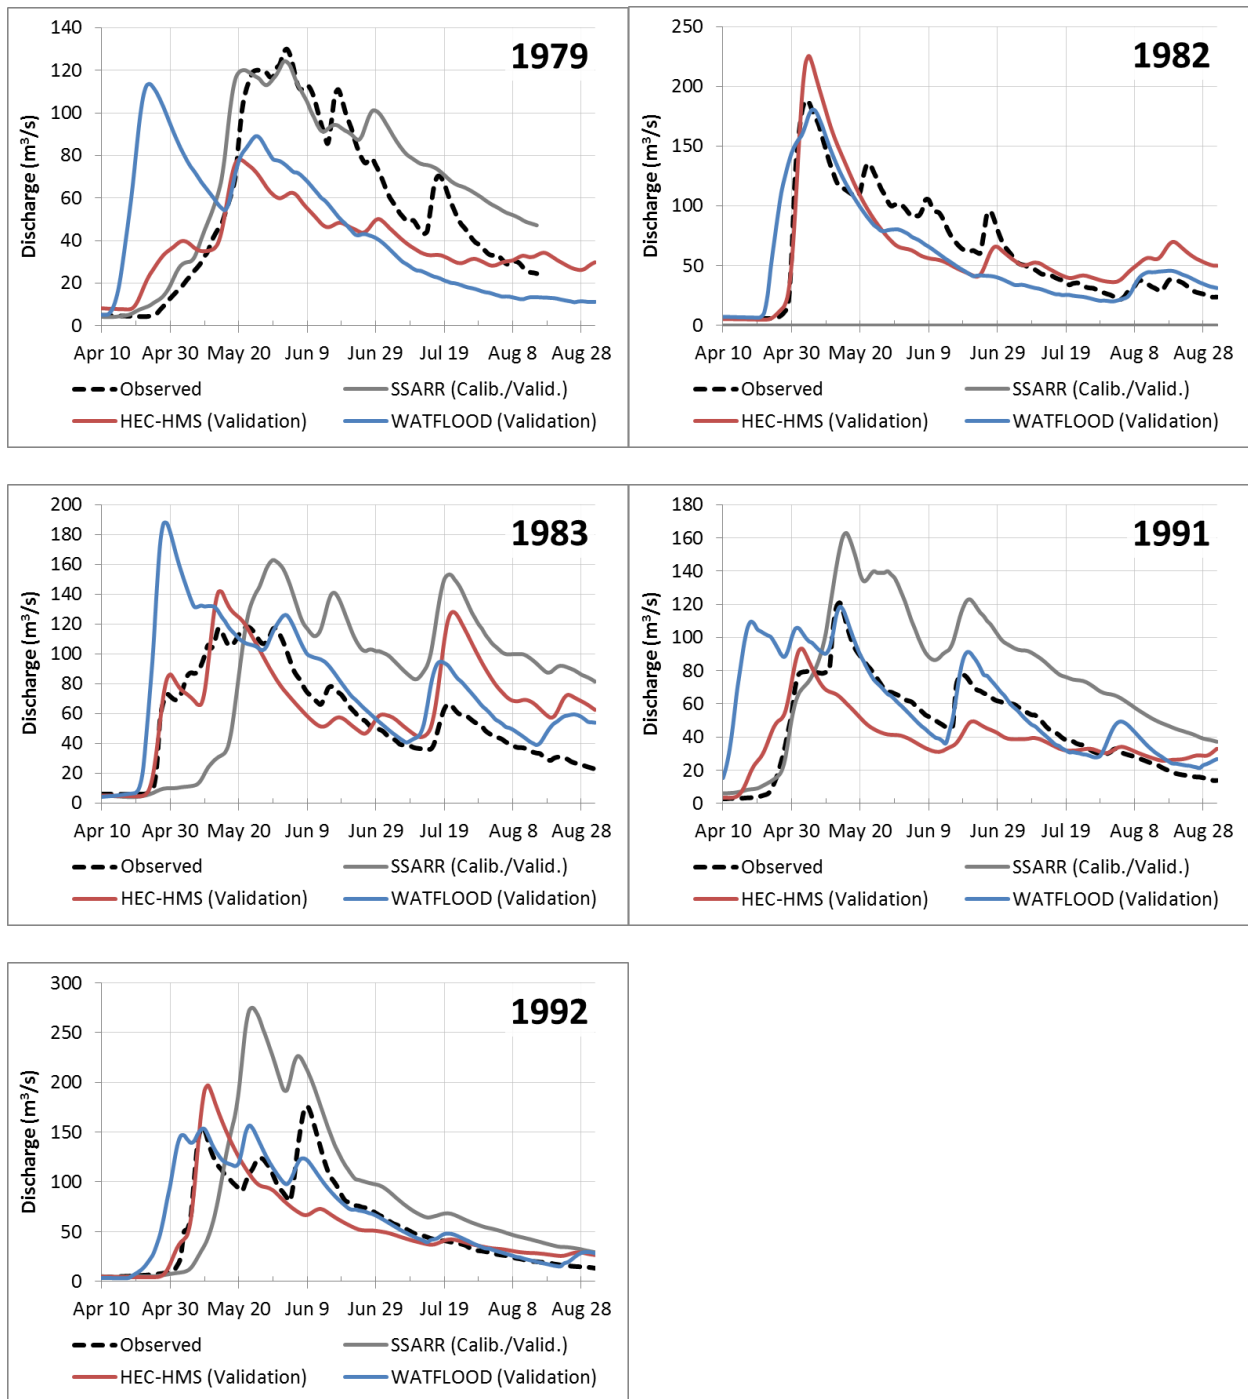 1979
Discharge (m³/s)
140
120
100
80
60
40
20
0
Apr 10 Apr 30 May 20 Jun 9 Jun 29 Jul 19 Aug 8 Aug 28
Observed SSARR (Calib./Valid.)
HEC-HMS (Validation) WATFLOOD (Validation)
1982
Discharge (m³/s)
250
200
150
100
50
0
Apr 10 Apr 30 May 20 Jun 9 Jun 29 Jul 19 Aug 8 Aug 28
Observed SSARR (Calib./Valid.)
HEC-HMS (Validation) WATFLOOD (Validation)
1983
Discharge (m³/s)
200
180
160
140
120
100
80
60
40
20
0
Apr 10 Apr 30 May 20 Jun 9 Jun 29 Jul 19 Aug 8 Aug 28
Observed SSARR (Calib./Valid.)
HEC-HMS (Validation) WATFLOOD (Validation)
1991
Discharge (m³/s)
180
160
140
120
100
80
60
40
20
0
Apr 10 Apr 30 May 20 Jun 9 Jun 29 Jul 19 Aug 8 Aug 28
Observed SSARR (Calib./Valid.)
HEC-HMS (Validation) WATFLOOD (Validation)
1992
Discharge (m³/s)
300
250
200
150
100
50
0
Apr 10 Apr 30 May 20 Jun 9 Jun 29 Jul 19 Aug 8 Aug 28
Observed SSARR (Calib./Valid.)
HEC-HMS (Validation) WATFLOOD (Validation)